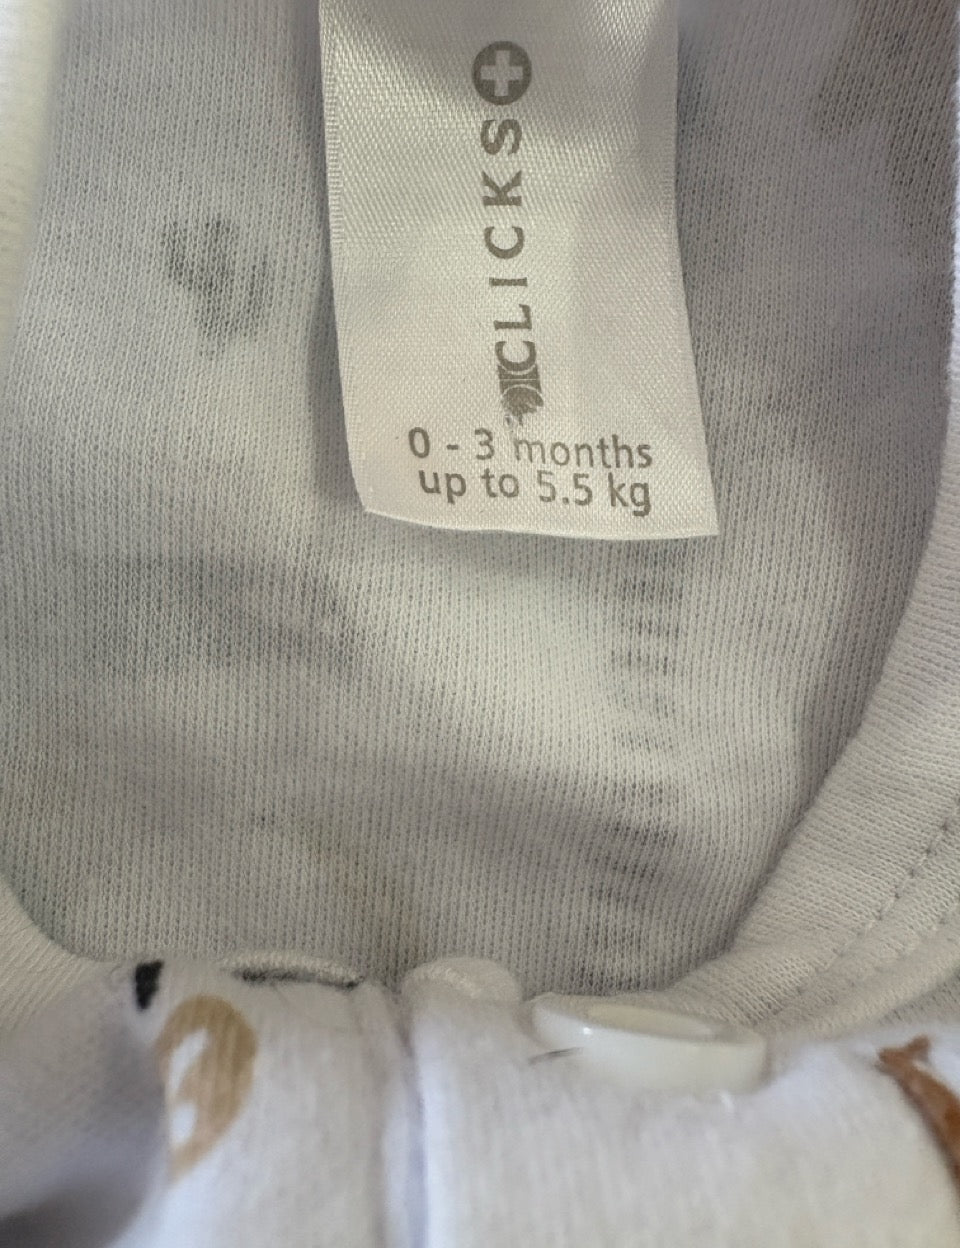 CLICKS
0 - 3 months
up to 5.5 kg